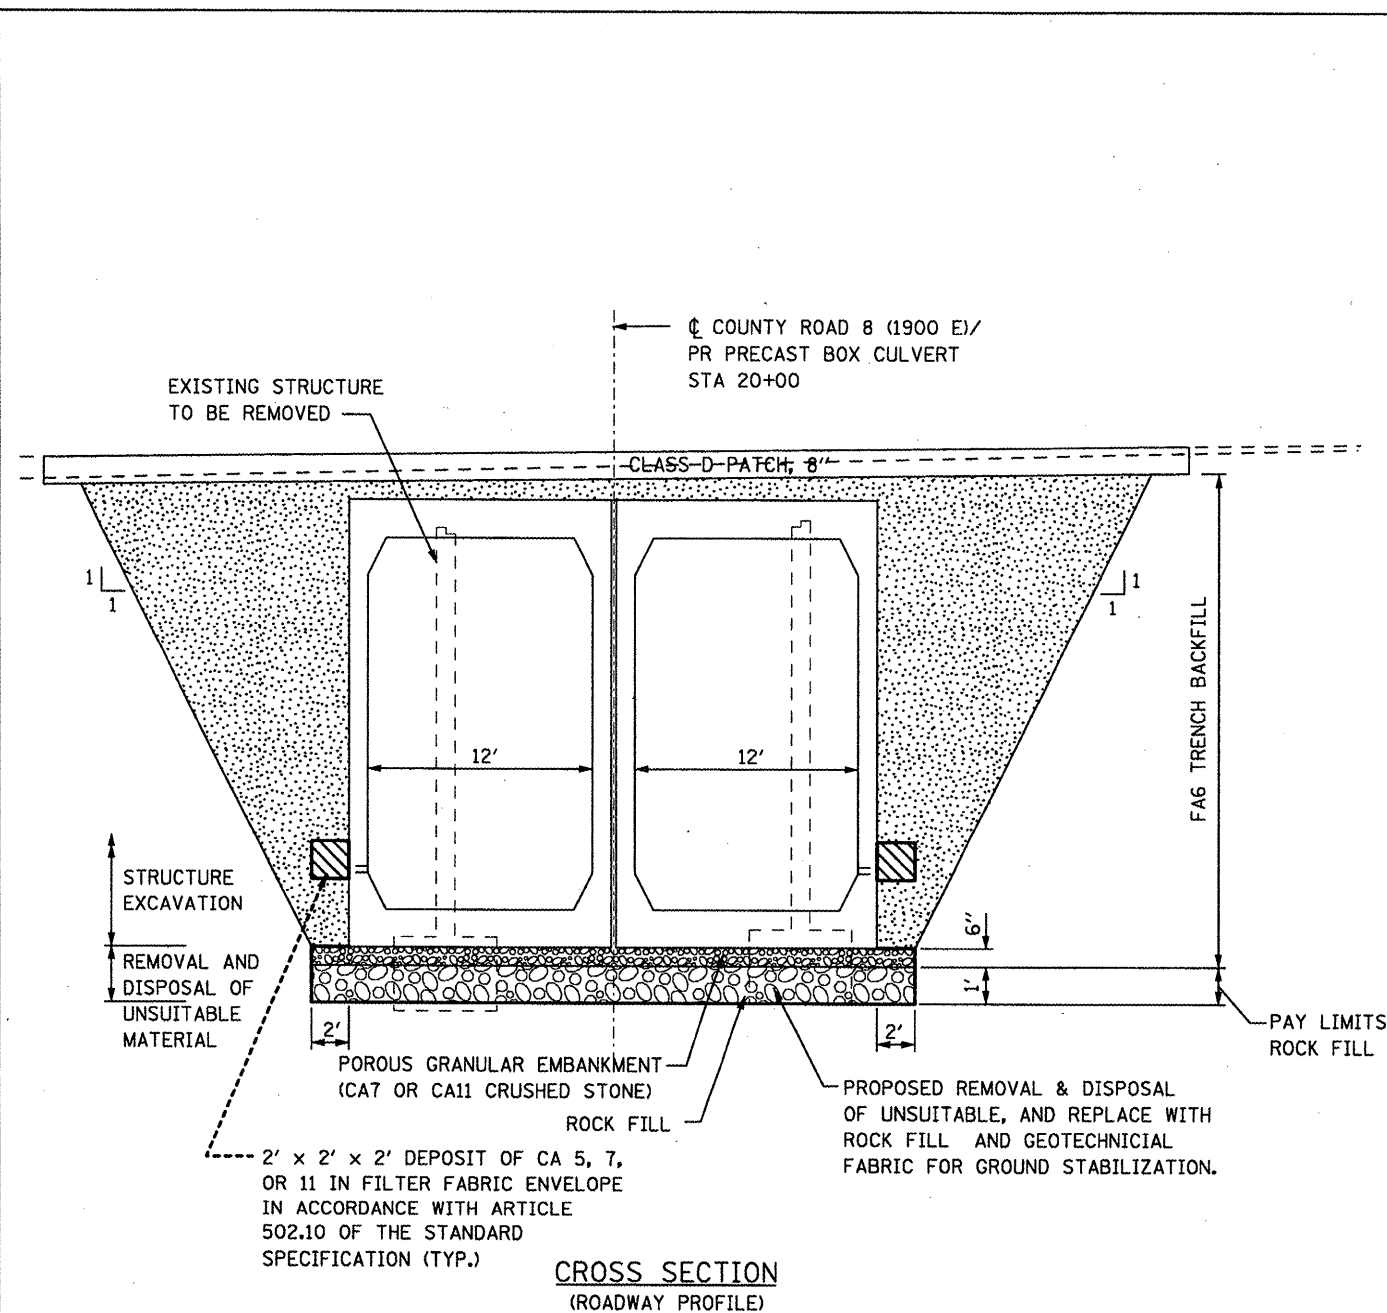 ℄ COUNTY ROAD 8 (1900 E)/
PR PRECAST BOX CULVERT
STA 20+00
EXISTING STRUCTURE
TO BE REMOVED
CLASS D PATCH, 8"
1
1
1
1
12'
12'
FA6 TRENCH BACKFILL
STRUCTURE
EXCAVATION
6"
REMOVAL AND
DISPOSAL OF
UNSUITABLE
MATERIAL
1'
2'
2'
PAY LIMITS
ROCK FILL
POROUS GRANULAR EMBANKMENT
(CA7 OR CA11 CRUSHED STONE)
ROCK FILL
PROPOSED REMOVAL & DISPOSAL
OF UNSUITABLE, AND REPLACE WITH
ROCK FILL AND GEOTECHNICIAL
FABRIC FOR GROUND STABILIZATION.
2' x 2' x 2' DEPOSIT OF CA 5, 7,
OR 11 IN FILTER FABRIC ENVELOPE
IN ACCORDANCE WITH ARTICLE
502.10 OF THE STANDARD
SPECIFICATION (TYP.)
CROSS SECTION
(ROADWAY PROFILE)